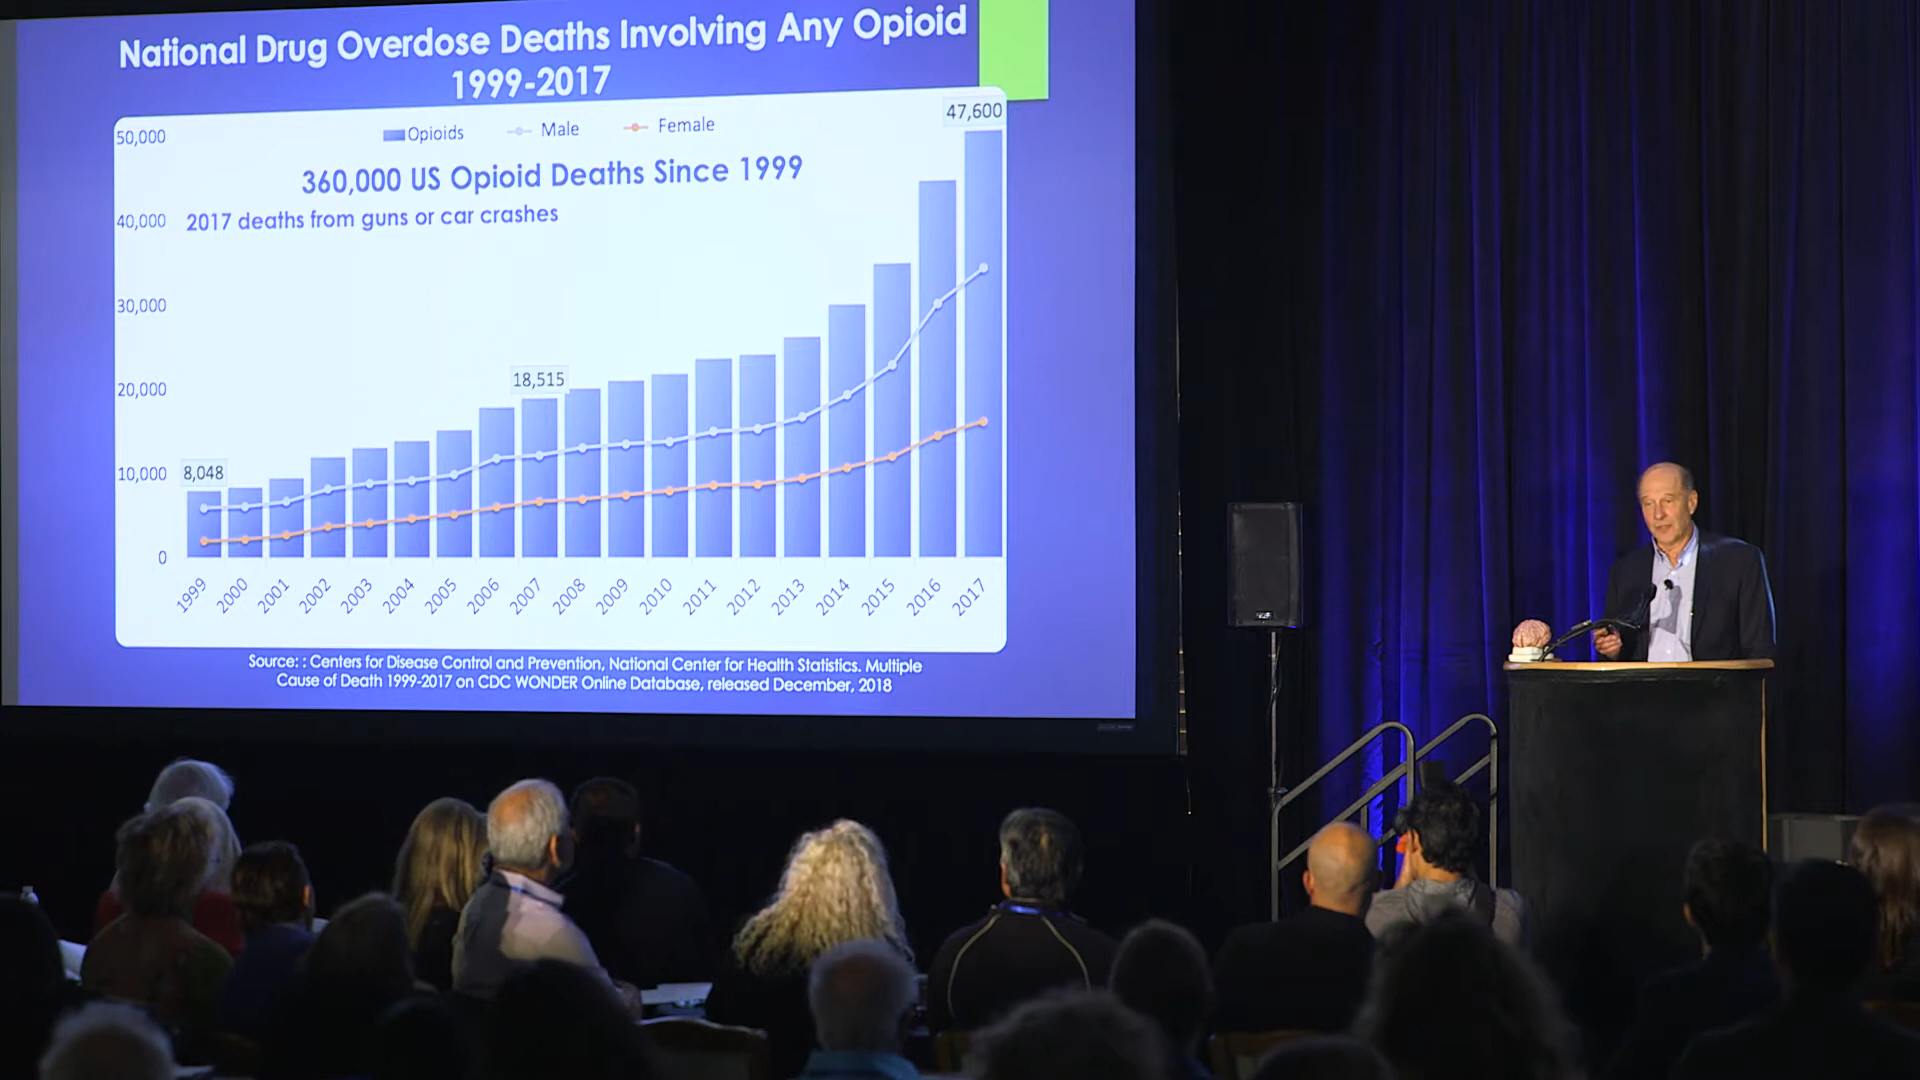 National Drug Overdose Deaths Involving Any Opioid
1999-2017
47,600
50,000
Opioids Male Female
360,000 US Opioid Deaths Since 1999
40,000
2017 deaths from guns or car crashes
30,000
20,000
18,515
10,000
8,048
0
1999 2000 2001 2002 2003 2004 2005 2006 2007 2008 2009 2010 2011 2012 2013 2014 2015 2016 2017
Source: : Centers for Disease Control and Prevention, National Center for Health Statistics. Multiple
Cause of Death 1999-2017 on CDC WONDER Online Database, released December, 2018